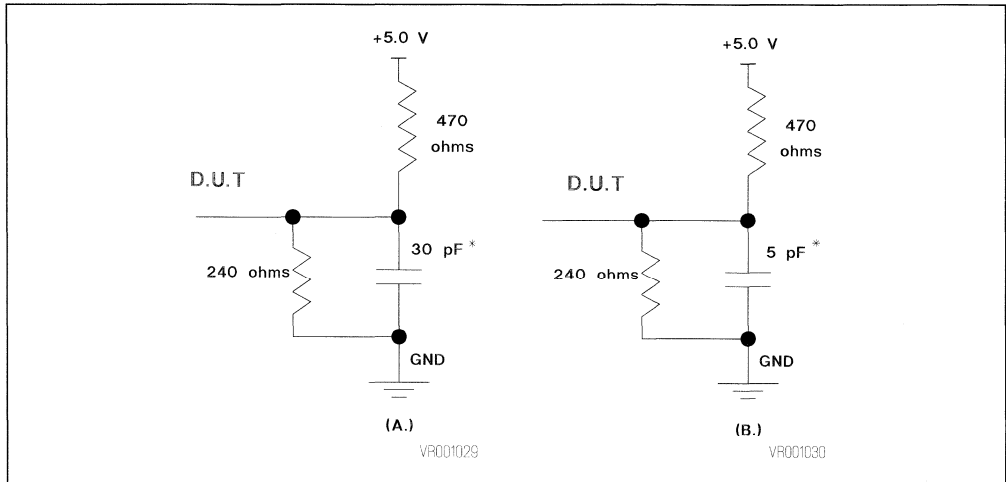 +5.0 V
470
ohms
D.U.T
30 pF *
240 ohms
GND
(A.)
VR001029
+5.0 V
470
ohms
D.U.T
5 pF *
240 ohms
GND
(B.)
VR001030